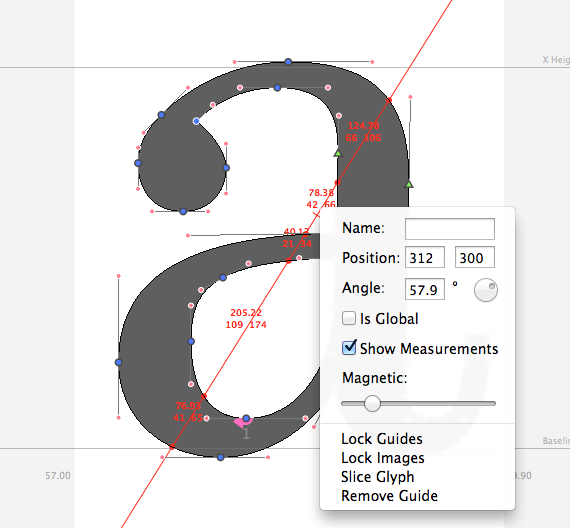 X Heig
124.78
66 106
78.38
42 66
40.13
21 34
205.22
109 174
76.93
41 65
1
57.00
9.90
Baselin
Name:
Position: 312 300
Angle: 57.9 °
Is Global
Show Measurements
Magnetic:
Lock Guides
Lock Images
Slice Glyph
Remove Guide